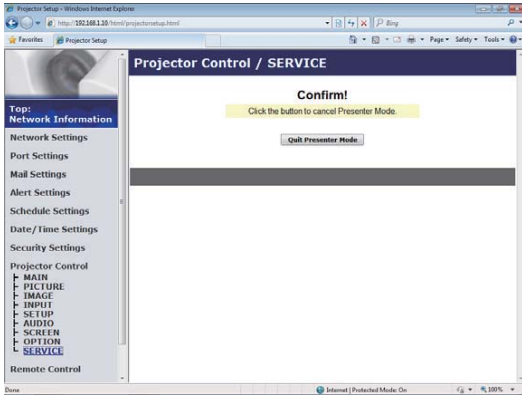 Projector Setup - Windows Internet Explorer
http://192.168.1.10/html/projectorsetup.html
Bing
Favorites
Projector Setup
Page
Safety
Tools
Top:
Network Information
Network Settings
Port Settings
Mail Settings
Alert Settings
Schedule Settings
Date/Time Settings
Security Settings
Projector Control
MAIN
PICTURE
IMAGE
INPUT
SETUP
AUDIO
SCREEN
OPTION
SERVICE
Remote Control
Projector Control / SERVICE
Confirm!
Click the button to cancel Presenter Mode.
Quit Presenter Mode
Done
Internet | Protected Mode: On
100%